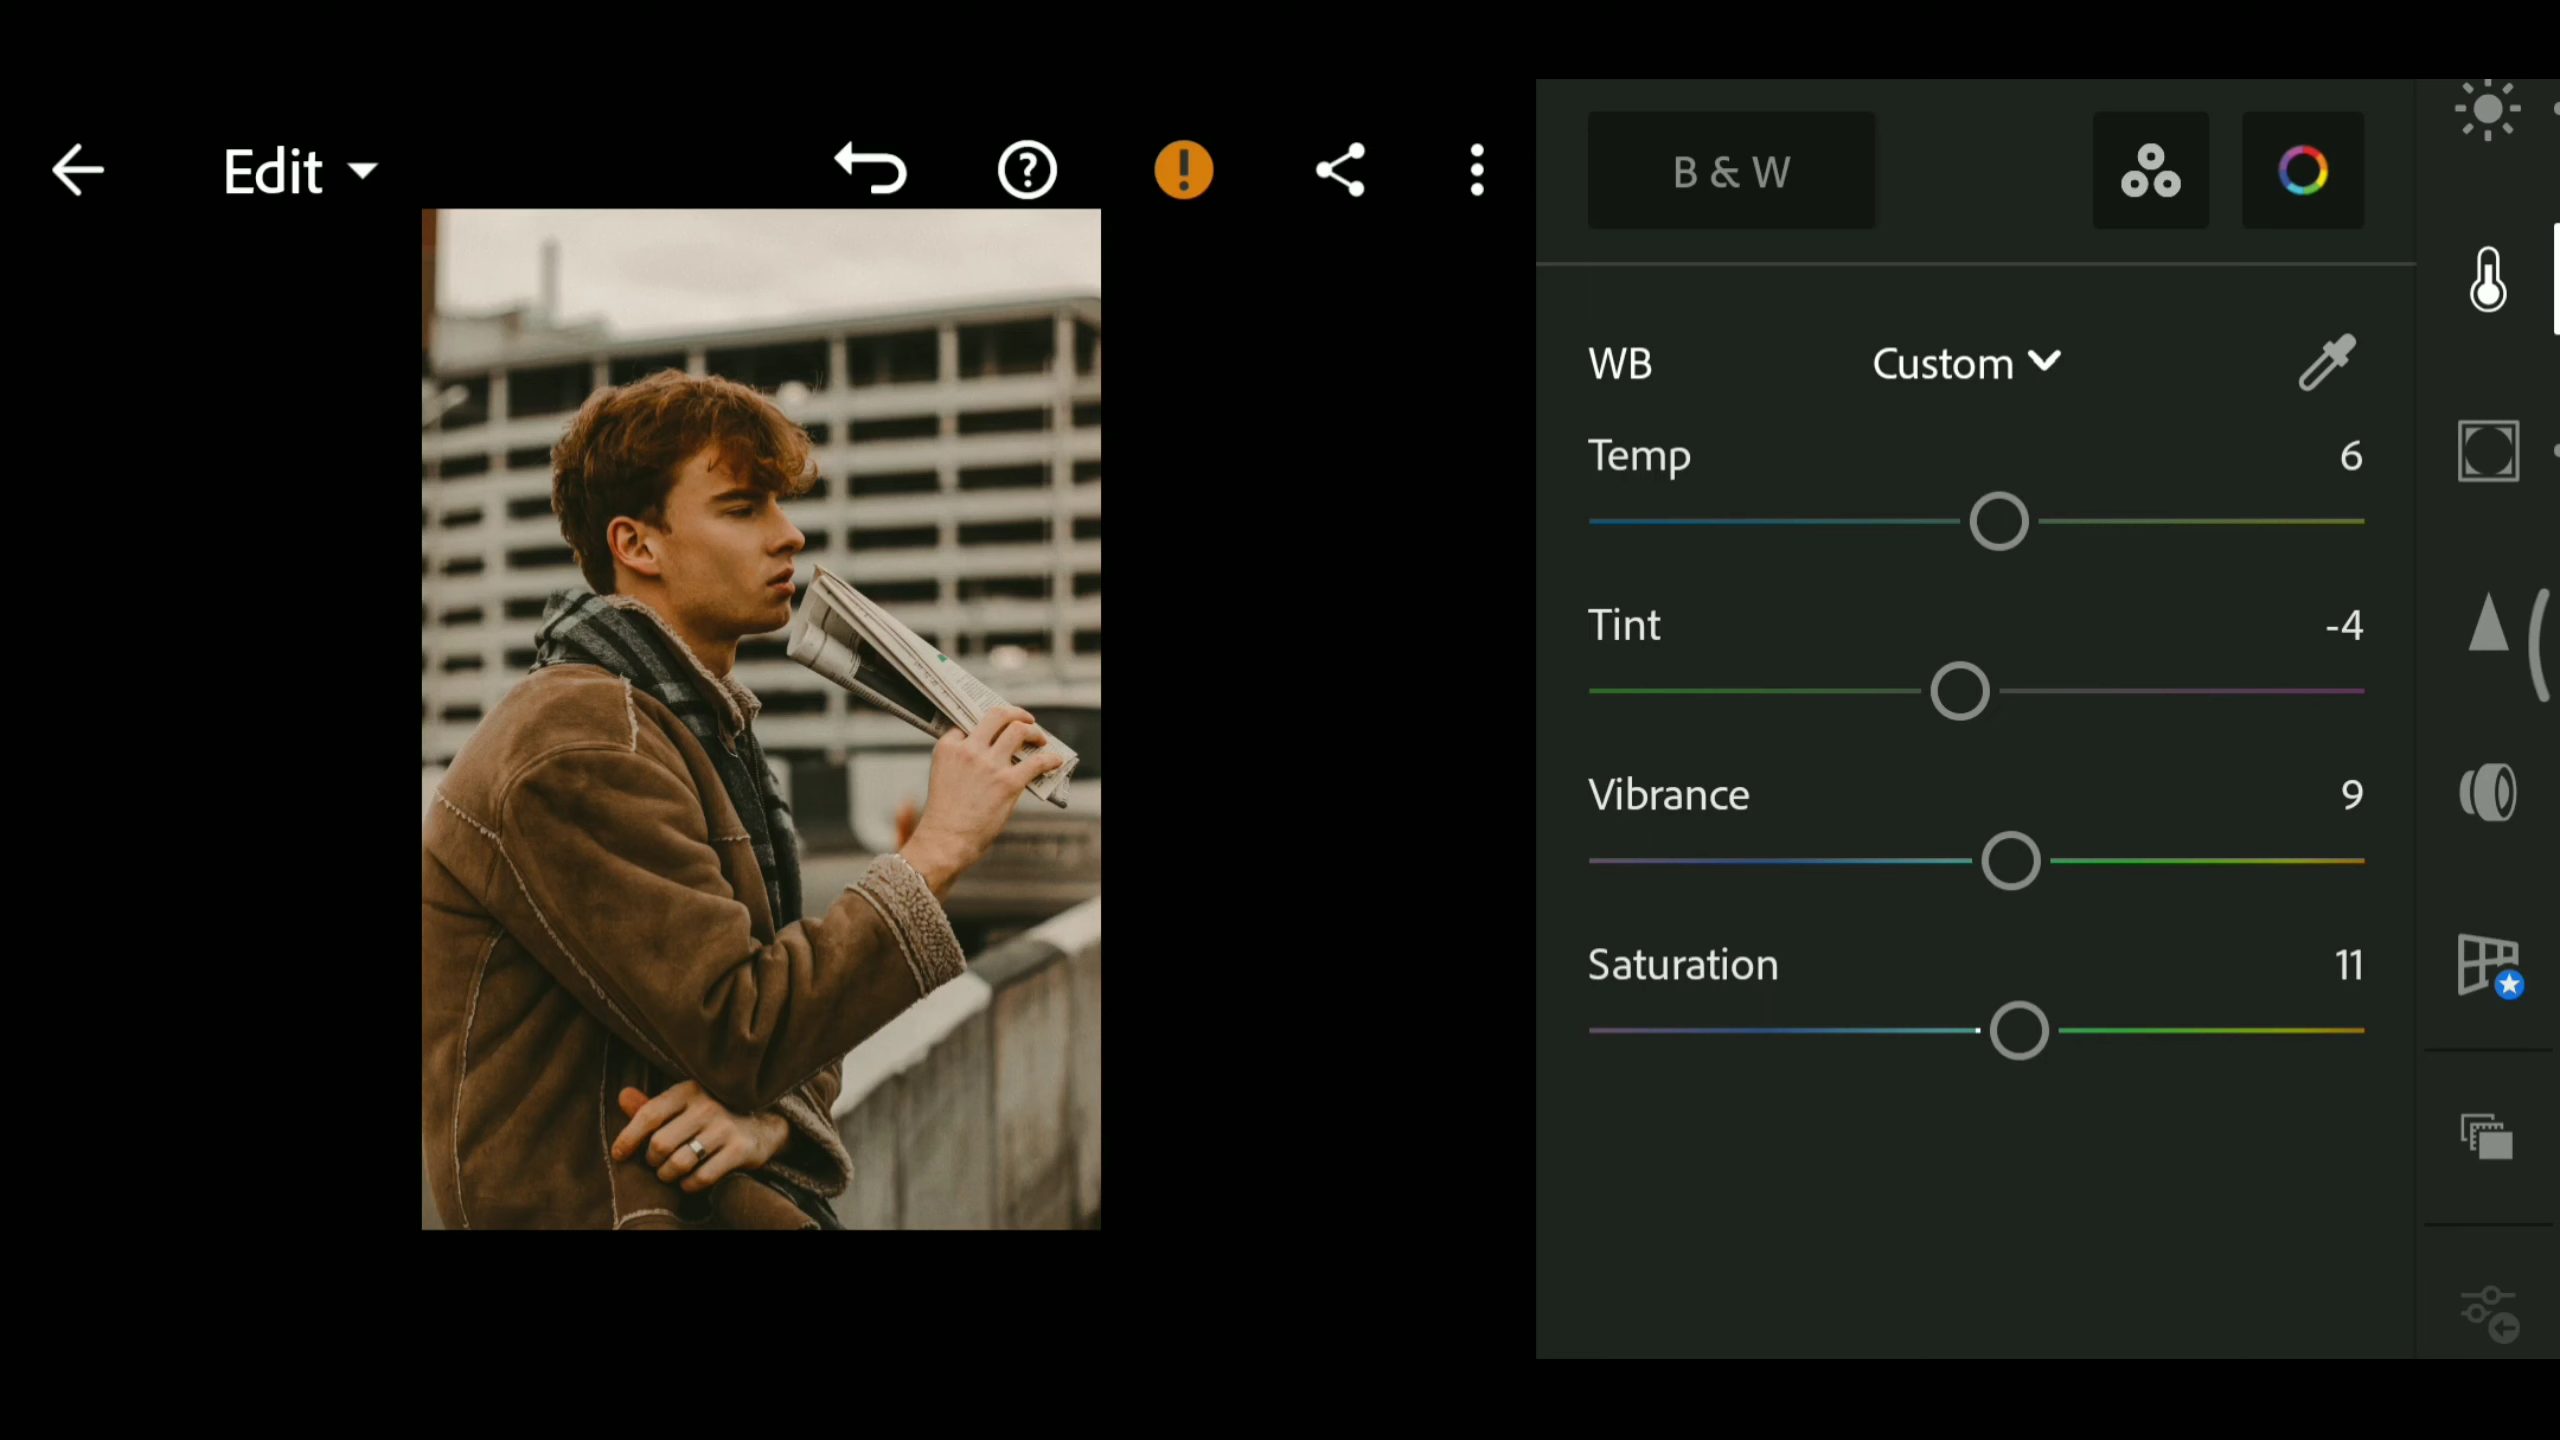 Edit
B & W
WB Custom
Temp 6
Tint -4
Vibrance 9
Saturation 11